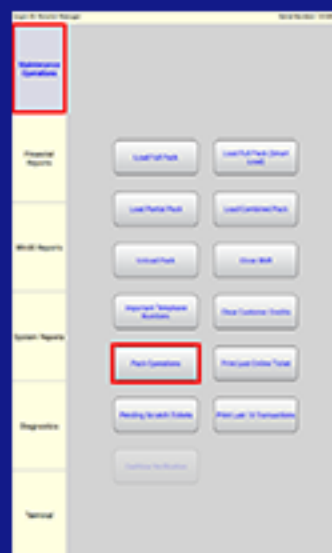 Maintenance
Operations
Financial
Reports
System Reports
Diagnostics
Terminal
Load Full Pack
Load Full Pack (Smart
Load)
Load Partial Pack
Load Combined Pack
Unload Pack
Close Shift
Important Telephone
Numbers
Clear Customer Credits
Pack Operations
Print Last Online Ticket
Pending Scratch Tickets
Print Last 10 Transactions